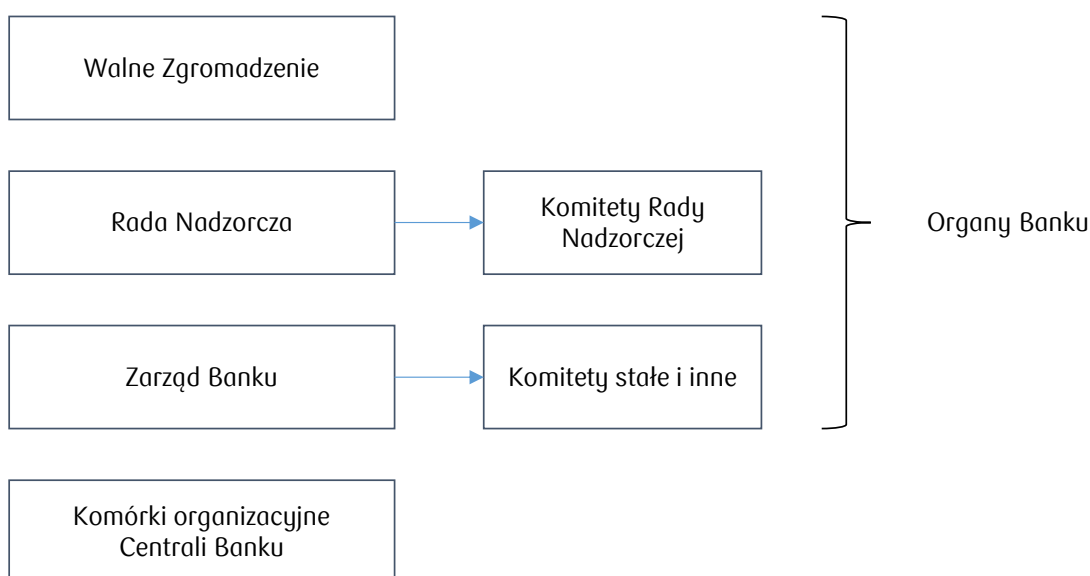 Walne Zgromadzenie
Rada Nadzorcza
Komitety Rady
Nadzorczej
Organy Banku
Zarząd Banku
Komitety stałe i inne
Komórki organizacyjne
Centrali Banku